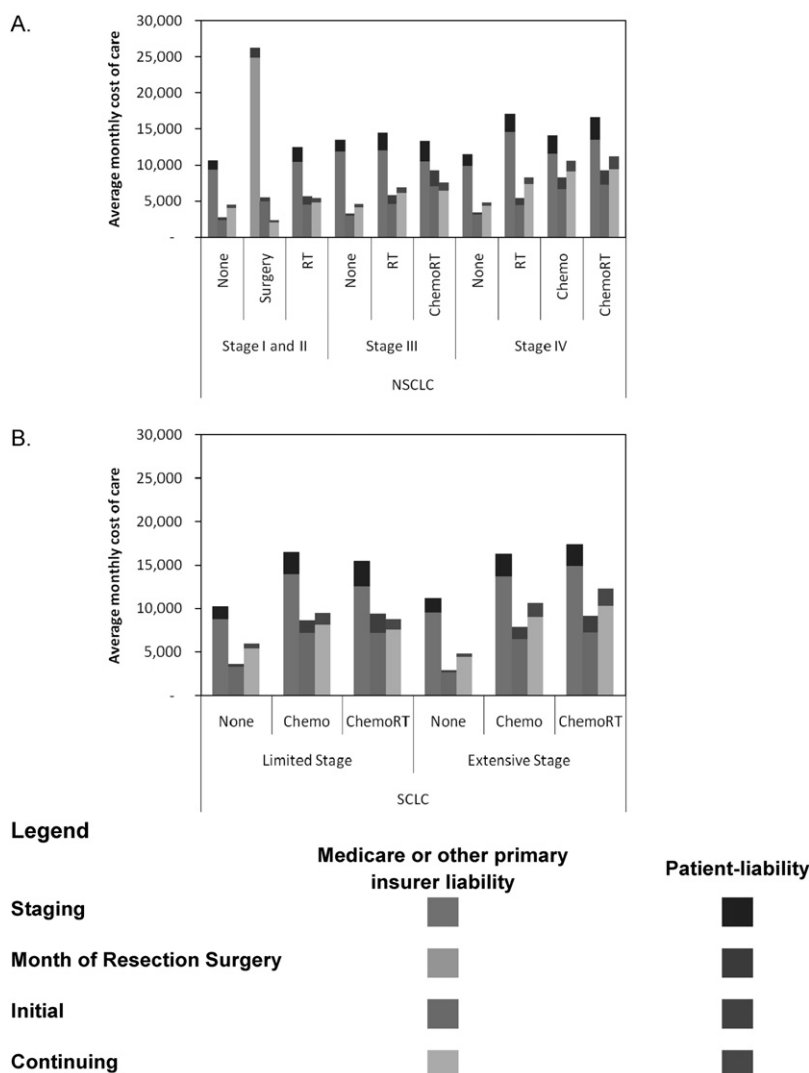 A.
Average monthly cost of care
30,000
25,000
20,000
15,000
10,000
5,000
-
None
Surgery
RT
None
RT
ChemoRT
None
RT
Chemo
ChemoRT
Stage I and II
Stage III
Stage IV
NSCLC
B.
Average monthly cost of care
30,000
25,000
20,000
15,000
10,000
5,000
-
None
Chemo
ChemoRT
None
Chemo
ChemoRT
Limited Stage
Extensive Stage
SCLC
Legend
Medicare or other primary
insurer liability
Patient-liability
Staging
Month of Resection Surgery
Initial
Continuing